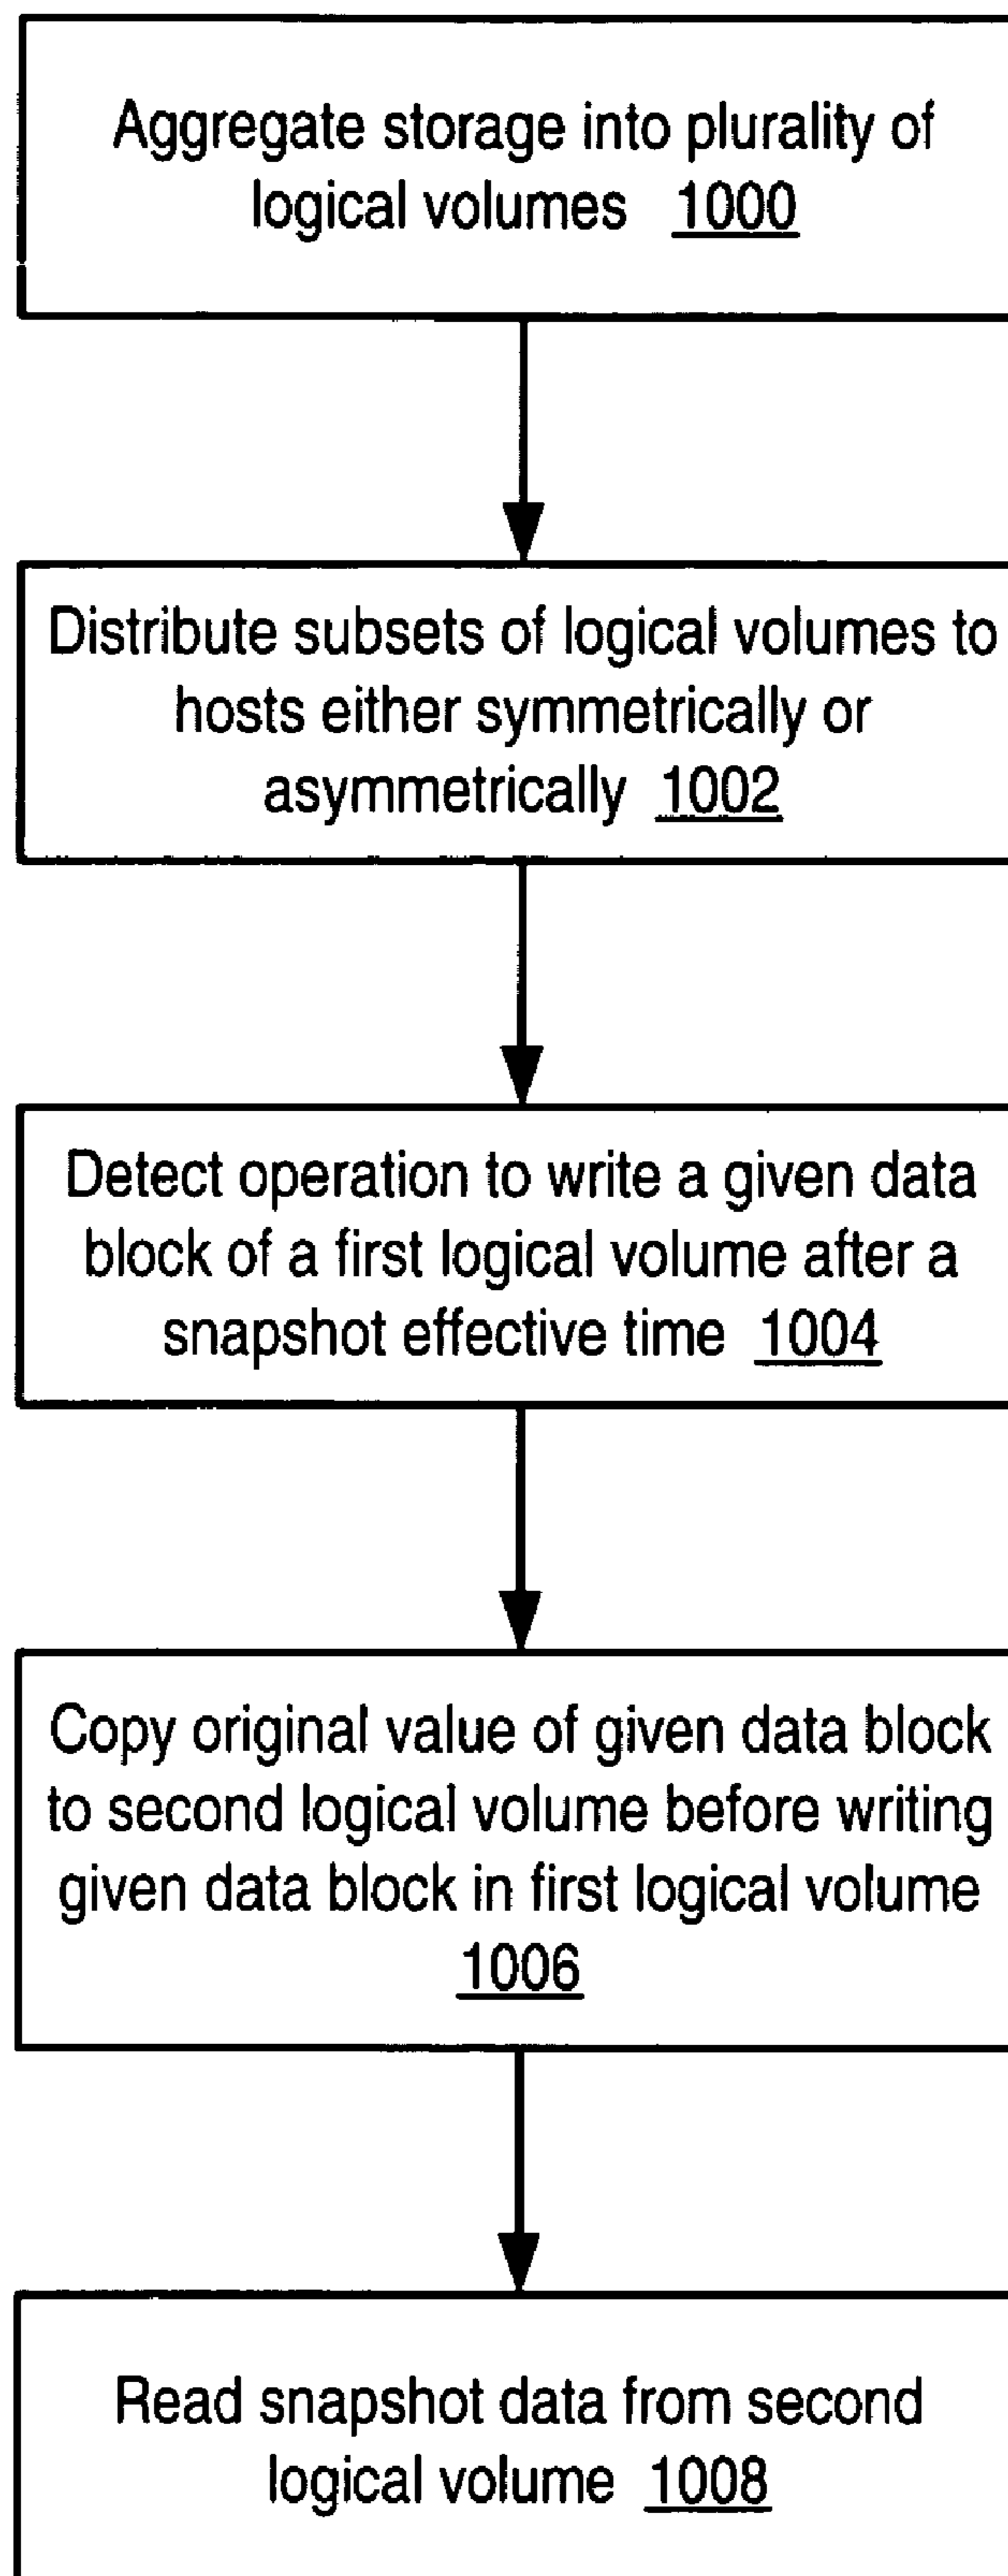 Aggregate storage into plurality of
logical volumes 1000
Distribute subsets of logical volumes to
hosts either symmetrically or
asymmetrically 1002
Detect operation to write a given data
block of a first logical volume after a
snapshot effective time 1004
Copy original value of given data block
to second logical volume before writing
given data block in first logical volume
1006
Read snapshot data from second
logical volume 1008